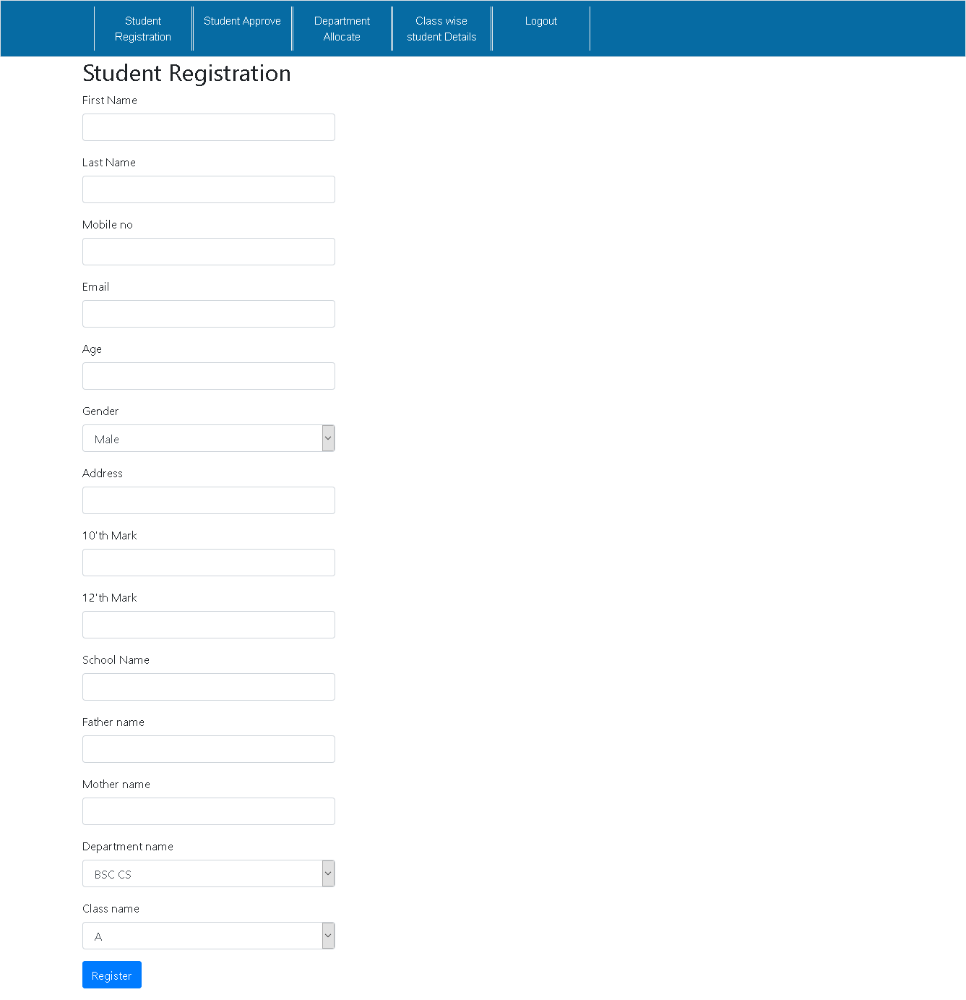 Student
Registration
Student Approve
Department
Allocate
Class wise
student Details
Logout
Student Registration
First Name
Last Name
Mobile no
Email
Age
Gender
Male
Address
10'th Mark
12'th Mark
School Name
Father name
Mother name
Department name
BSC CS
Class name
A
Register